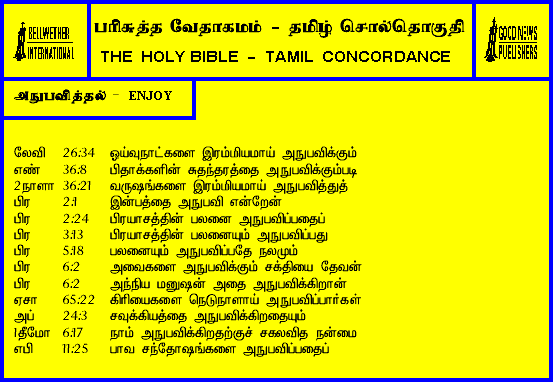 BELLWETHER
INTERNATIONAL
பரிசுத்த வேதாகமம் - தமிழ் சொல்தொகுதி
THE HOLY BIBLE - TAMIL CONCORDANCE
GOOD NEWS
PUBLISHERS
அநுபவித்தல் - ENJOY
லேவி 26:34 ஓய்வுநாட்களை இரம்மியமாய் அநுபவிக்கும்
எண் 36:8 பிதாக்களின் சுதந்தரத்தை அநுபவிக்கும்படி
2நாளா 36:21 வருஷங்களை இரம்மியமாய் அநுபவித்துத்
பிர 2:1 இன்பத்தை அநுபவி என்றேன்
பிர 2:24 பிரயாசத்தின் பலனை அநுபவிப்பதைப்
பிர 3:13 பிரயாசத்தின் பலனையும் அநுபவிப்பது
பிர 5:18 பலனையும் அநுபவிப்பதே நலமும்
பிர 6:2 அவைகளை அநுபவிக்கும் சக்தியை தேவன்
பிர 6:2 அந்நிய மனுஷன் அதை அநுபவிக்கிறான்
ஏசா 65:22 கிரியைகளை நெடுநாளாய் அநுபவிப்பார்கள்
அப் 24:3 சவுக்கியத்தை அநுபவிக்கிறதையும்
1தீமோ 6:17 நாம் அநுபவிக்கிறதற்குச் சகலவித நன்மை
எபி 11:25 பாவ சந்தோஷங்களை அநுபவிப்பதைப்